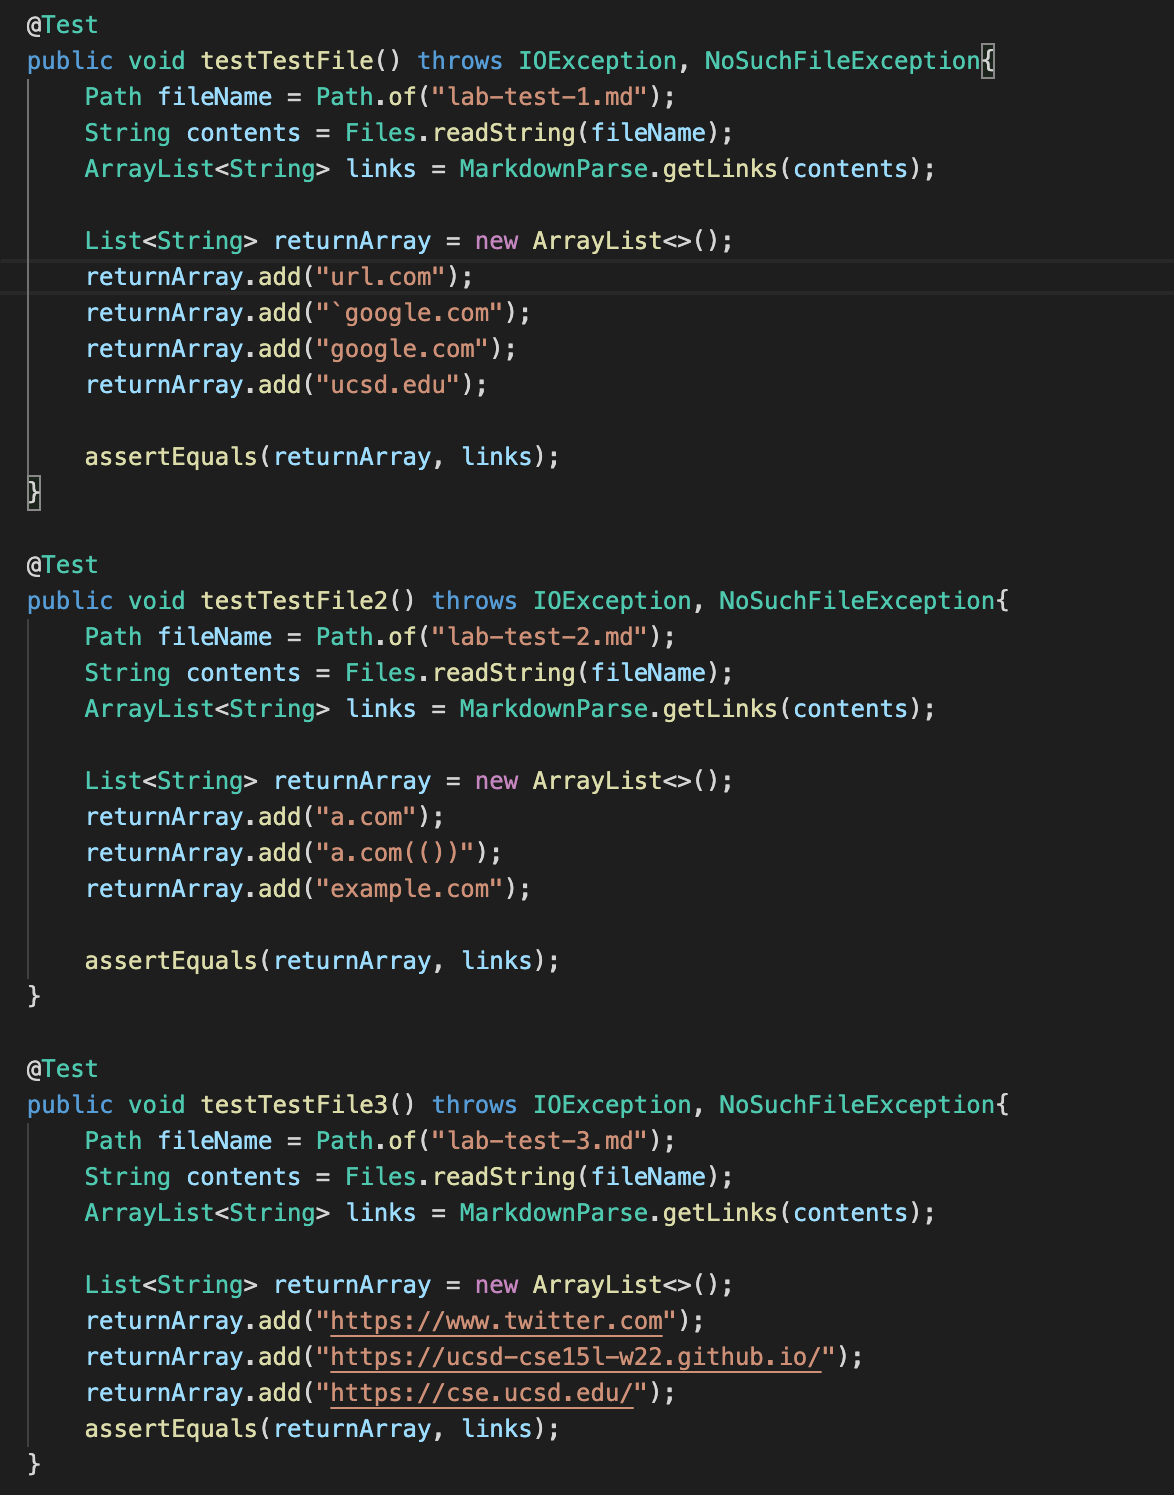 @Test
public void testTestFile() throws IOException, NoSuchFileException{
    Path fileName = Path.of("lab-test-1.md");
    String contents = Files.readString(fileName);
    ArrayList<String> links = MarkdownParse.getLinks(contents);

    List<String> returnArray = new ArrayList<>();
    returnArray.add("url.com");
    returnArray.add("`google.com");
    returnArray.add("google.com");
    returnArray.add("ucsd.edu");

    assertEquals(returnArray, links);
}

@Test
public void testTestFile2() throws IOException, NoSuchFileException{
    Path fileName = Path.of("lab-test-2.md");
    String contents = Files.readString(fileName);
    ArrayList<String> links = MarkdownParse.getLinks(contents);

    List<String> returnArray = new ArrayList<>();
    returnArray.add("a.com");
    returnArray.add("a.com(())");
    returnArray.add("example.com");

    assertEquals(returnArray, links);
}

@Test
public void testTestFile3() throws IOException, NoSuchFileException{
    Path fileName = Path.of("lab-test-3.md");
    String contents = Files.readString(fileName);
    ArrayList<String> links = MarkdownParse.getLinks(contents);

    List<String> returnArray = new ArrayList<>();
    returnArray.add("https://www.twitter.com");
    returnArray.add("https://ucsd-cse15l-w22.github.io/");
    returnArray.add("https://cse.ucsd.edu/");
    assertEquals(returnArray, links);
}